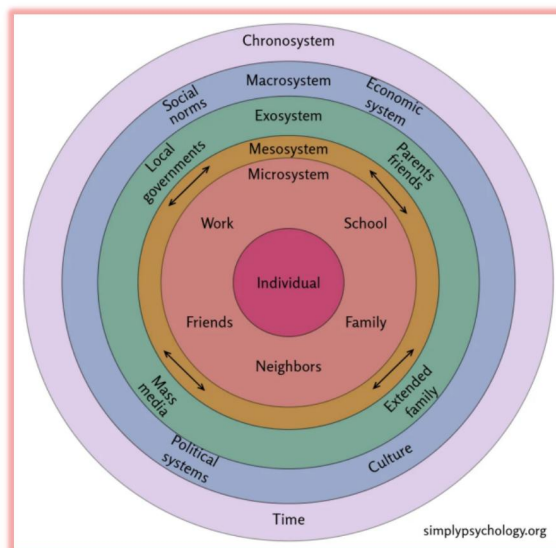 Chronosystem
Macrosystem
Social
norms
Economic
system
Exosystem
Local
governments
Parents
friends
Mesosystem
Microsystem
Work
School
Individual
Friends
Family
Neighbors
Mass
media
Extended
family
Political
systems
Culture
Time
simplypsychology.org